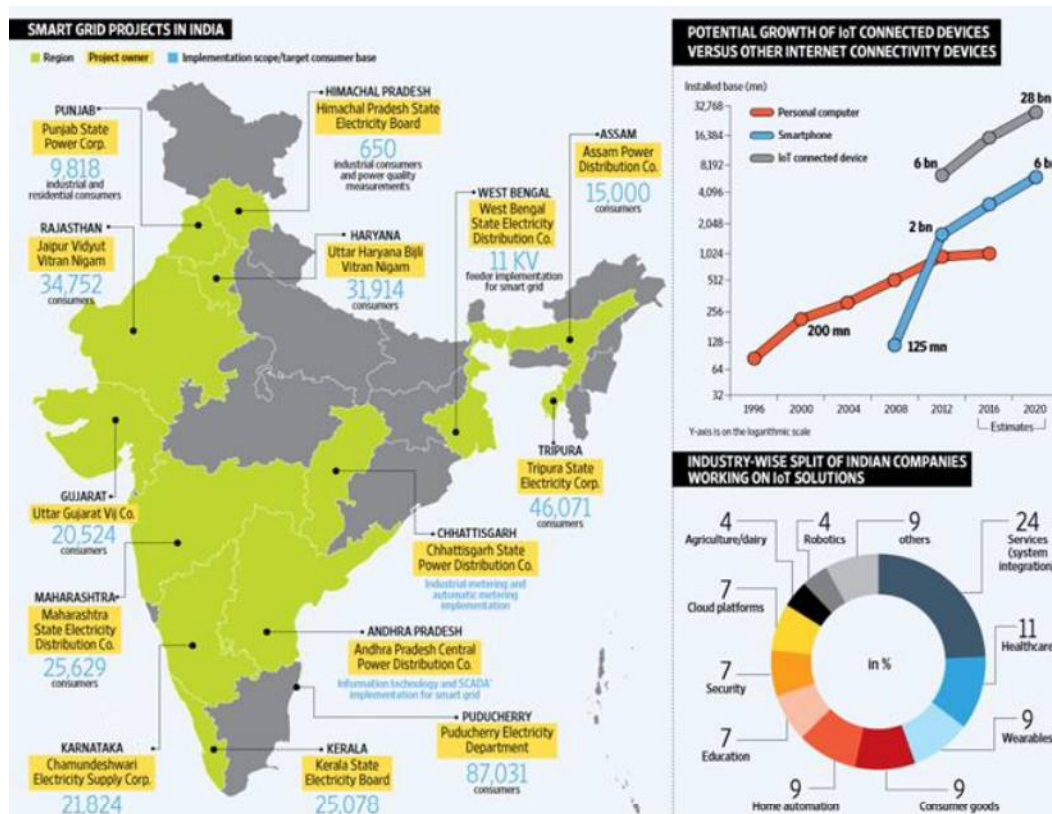 SMART GRID PROJECTS IN INDIA
Region Project owner Implementation scope/target consumer base
PUNJAB
Punjab State
Power Corp.
9,818
industrial and
residential consumers
HIMACHAL PRADESH
Himachal Pradesh State
Electricity Board
650
industrial consumers
and power quality
measurements
ASSAM
Assam Power
Distribution Co.
15,000
consumers
WEST BENGAL
West Bengal
State Electricity
Distribution Co.
11 KV
feeder implementation
for smart grid
RAJASTHAN
Jaipur Vidyut
Vitran Nigam
34,752
consumers
HARYANA
Uttar Haryana Bijli
Vitran Nigam
31,914
consumers
TRIPURA
Tripura State
Electricity Corp.
46,071
consumers
GUJARAT
Uttar Gujarat Vij Co.
20,524
consumers
CHHATTISGARH
Chhattisgarh State
Power Distribution Co.
Industrial metering and
automatic metering
implementation
MAHARASHTRA
Maharashtra
State Electricity
Distribution Co.
25,629
consumers
ANDHRA PRADESH
Andhra Pradesh Central
Power Distribution Co.
Information technology and SCADA'
implementation for smart grid
PUDUCHERRY
Puducherry Electricity
Department
87,031
consumers
KARNATAKA
Chamundeshwari
Electricity Supply Corp.
21,824
KERALA
Kerala State
Electricity Board
25,078
POTENTIAL GROWTH OF IoT CONNECTED DEVICES
VERSUS OTHER INTERNET CONNECTIVITY DEVICES
Installed base (mn)
32,768
16,384
8,192
4,096
2,048
1,024
512
256
128
64
32
Personal computer
Smartphone
IoT connected device
28 bn
6 bn
6 b
2 bn
200 mn
125 mn
1996 2000 2004 2008 2012 2016 2020
Y-axis is on the logarithmic scale
Estimates
INDUSTRY-WISE SPLIT OF INDIAN COMPANIES
WORKING ON IoT SOLUTIONS
4
Agriculture/dairy
4
Robotics
9
others
24
Services
(system
integration)
7
Cloud platforms
11
Healthcare
in %
7
Security
9
Wearables
7
Education
9
Home automation
9
Consumer goods